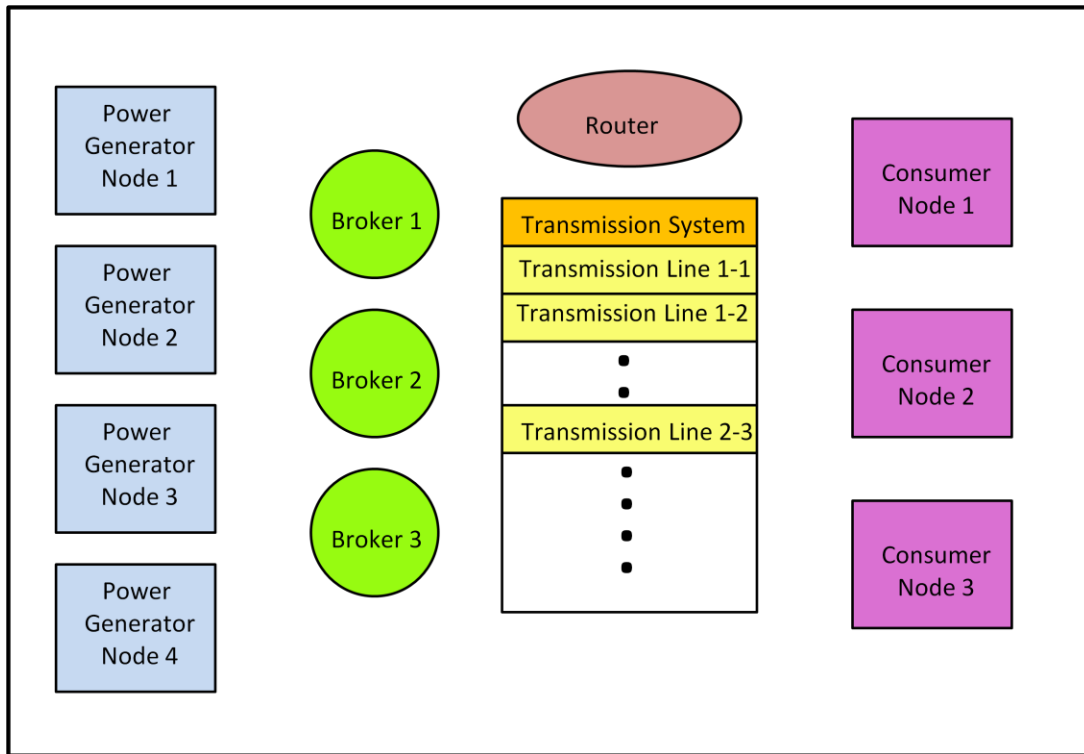 Power
Generator
Node 1
Power
Generator
Node 2
Power
Generator
Node 3
Power
Generator
Node 4
Broker 1
Broker 2
Broker 3
Router
Transmission System
Transmission Line 1-1
Transmission Line 1-2
Transmission Line 2-3
Consumer
Node 1
Consumer
Node 2
Consumer
Node 3